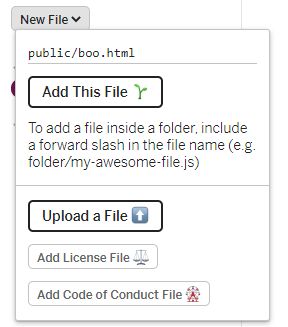 New File
public/boo.html
Add This File
To add a file inside a folder, include
a forward slash in the file name (e.g.
folder/my-awesome-file.js)
Upload a File
Add License File
Add Code of Conduct File